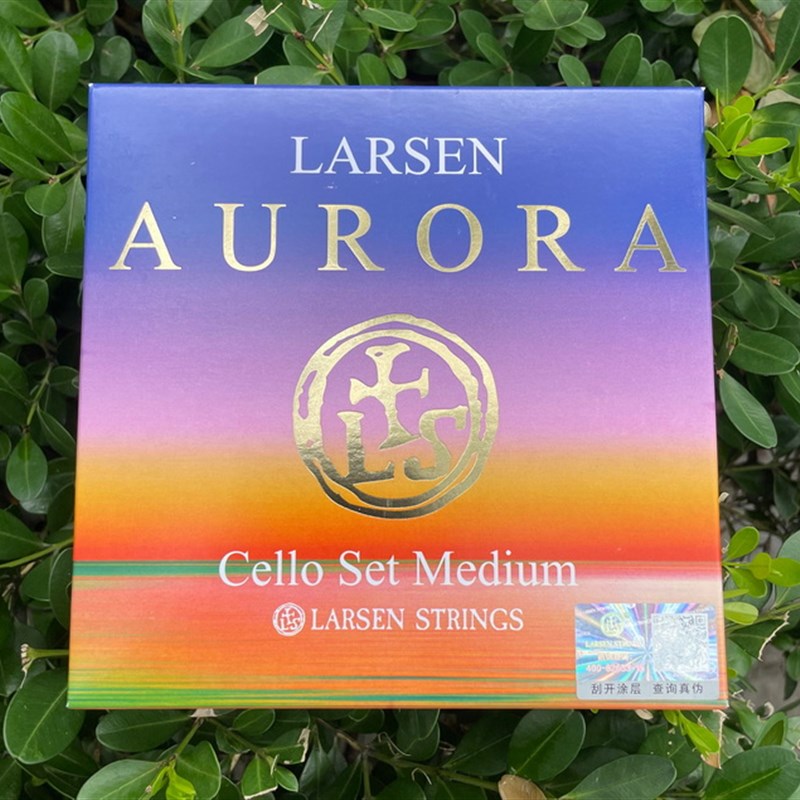 LARSEN
AURORA
LS
Cello Set Medium
LARSEN STRINGS
刮开涂层 查询真伪